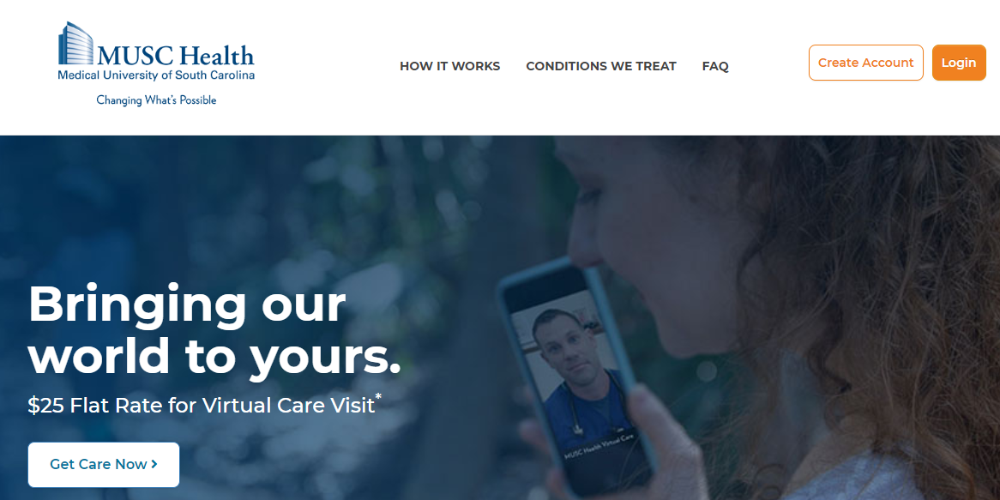 MUSC Health
Medical University of South Carolina
Changing What's Possible
HOW IT WORKS CONDITIONS WE TREAT FAQ
Create Account Login
Bringing our
world to yours.
$25 Flat Rate for Virtual Care Visit*
Get Care Now >
MUSC Health Virtual Care